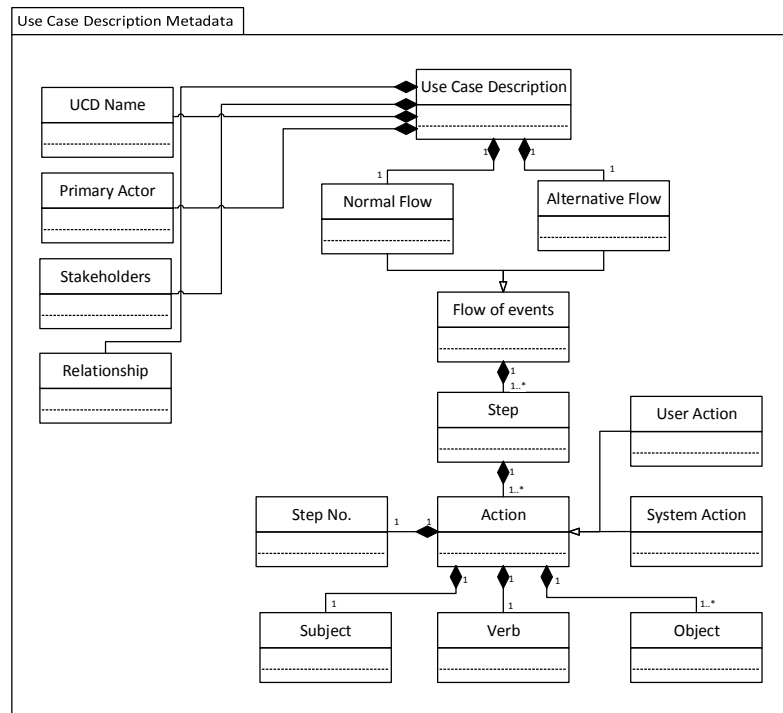 Use Case Description Metadata
Use Case Description
UCD Name
1
1
1
1
Primary Actor
Normal Flow
Alternative Flow
Stakeholders
Flow of events
Relationship
1
1..*
Step
User Action
1
1..*
Step No.
1
1
Action
System Action
1
1
1
1
1
1..*
Subject
Verb
Object